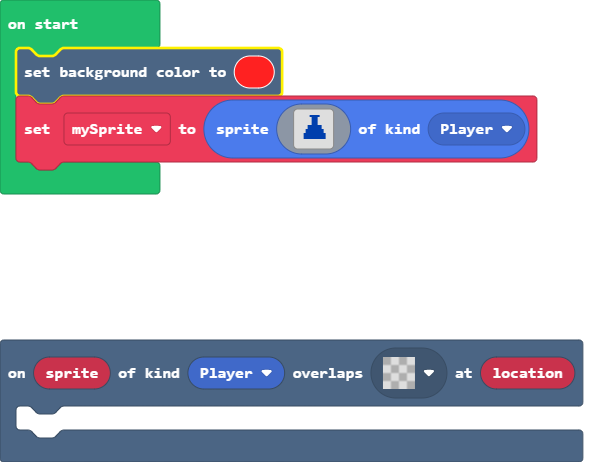 on start
set background color to
set mySprite to sprite of kind Player
on sprite of kind Player overlaps at location